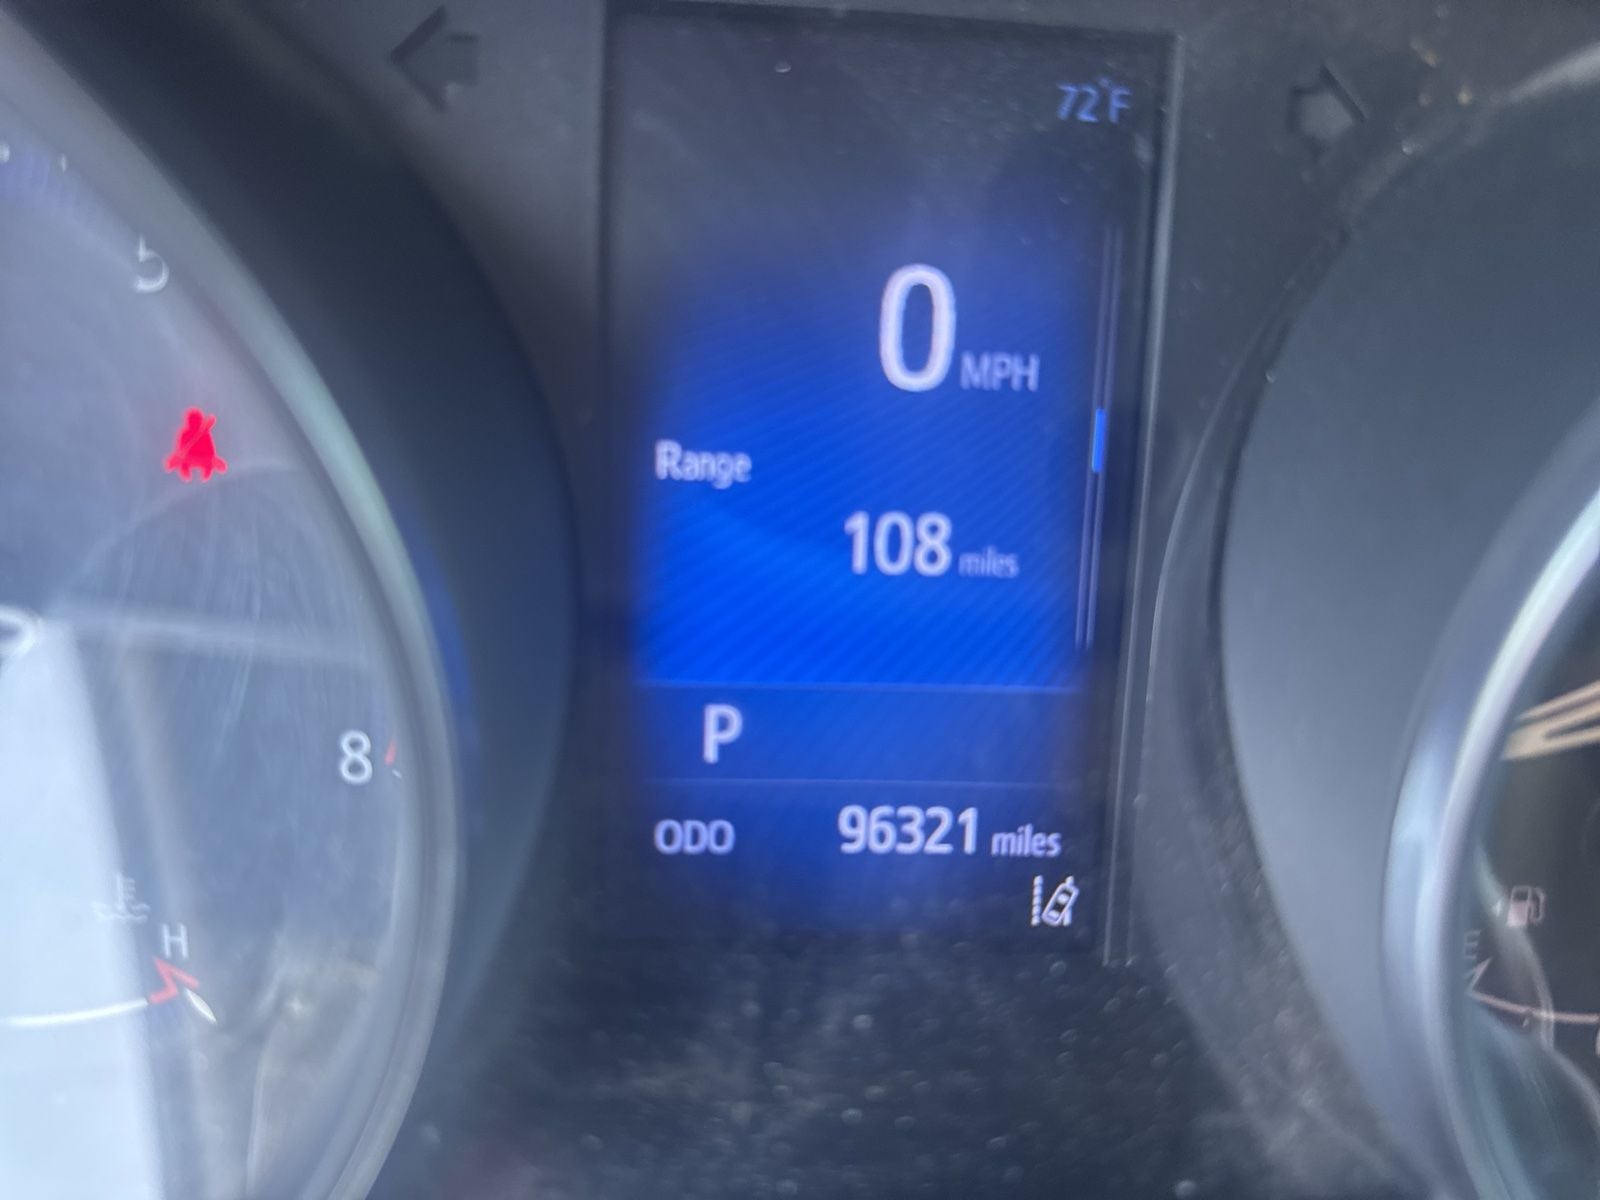 72°F
5
0 MPH
Range
108 miles
P
8
ODO 96321 miles
H
E